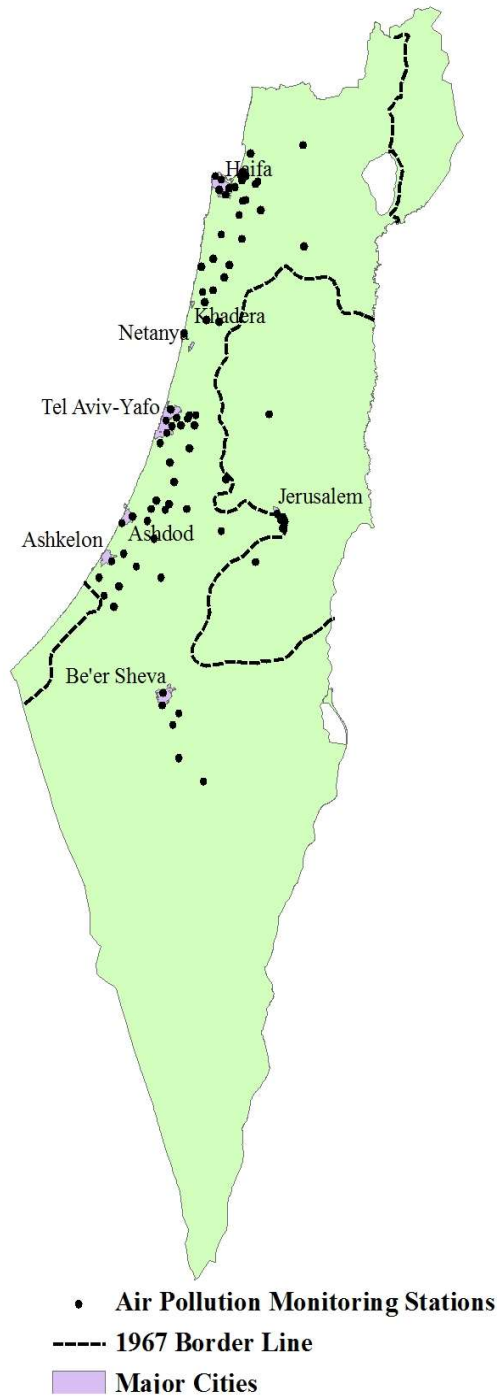 Haifa
Khadera
Netanya
Tel Aviv-Yafo
Jerusalem
Ashdod
Ashkelon
Be'er Sheva
Air Pollution Monitoring Stations
1967 Border Line
Major Cities